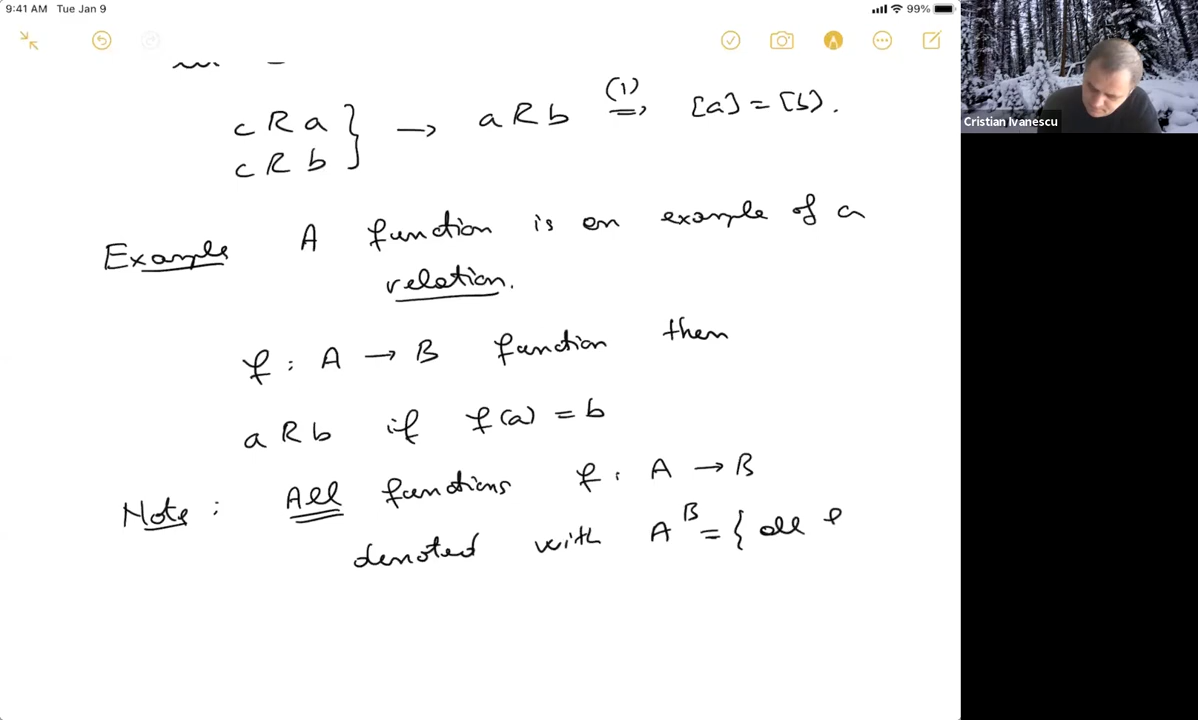 9:41 AM Tue Jan 9
99%
Cristian Ivanescu
c R a } → a R b (1) ⇒ [a] = [b].
c R b
Example A function is an example of a
relation.
f : A → B function then
a R b if f(a) = b
Note : All functions f : A → B
denoted with A^B = { all f